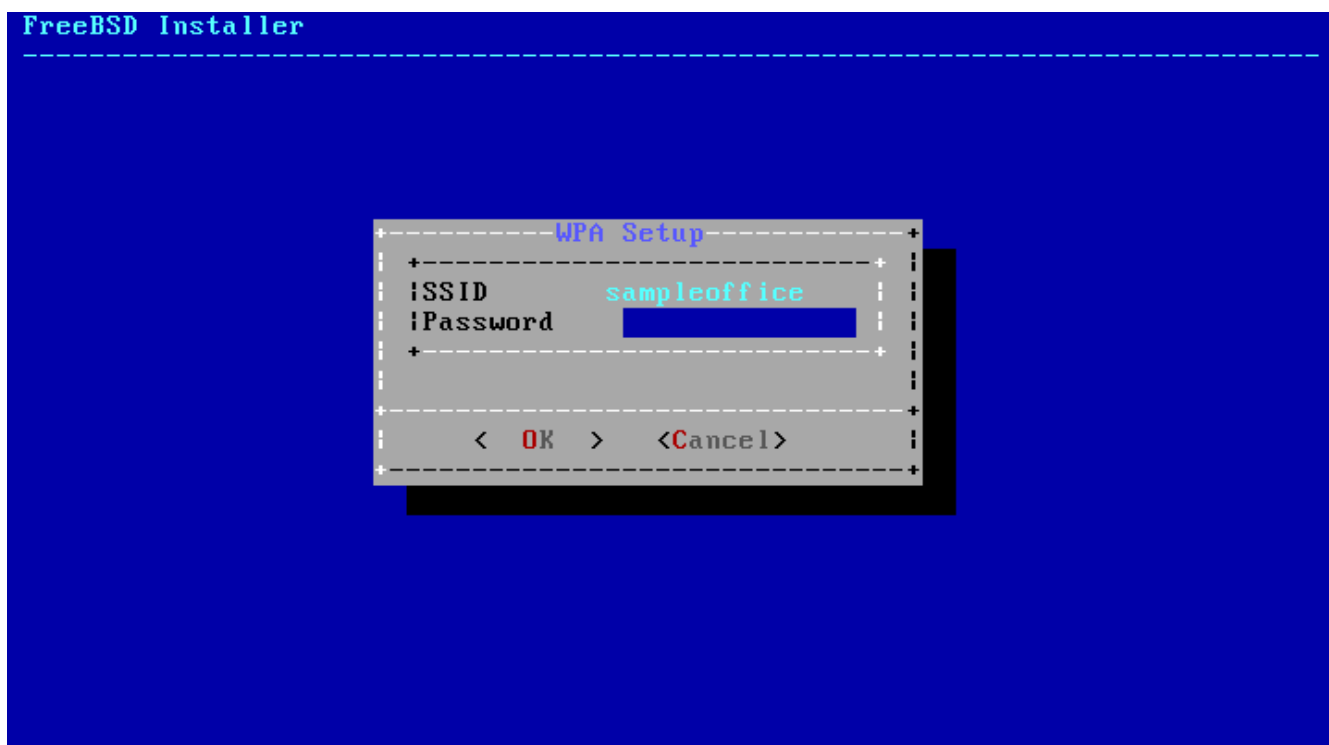 FreeBSD Installer
WPA Setup
SSID sampleoffice
Password
< OK > <Cancel>